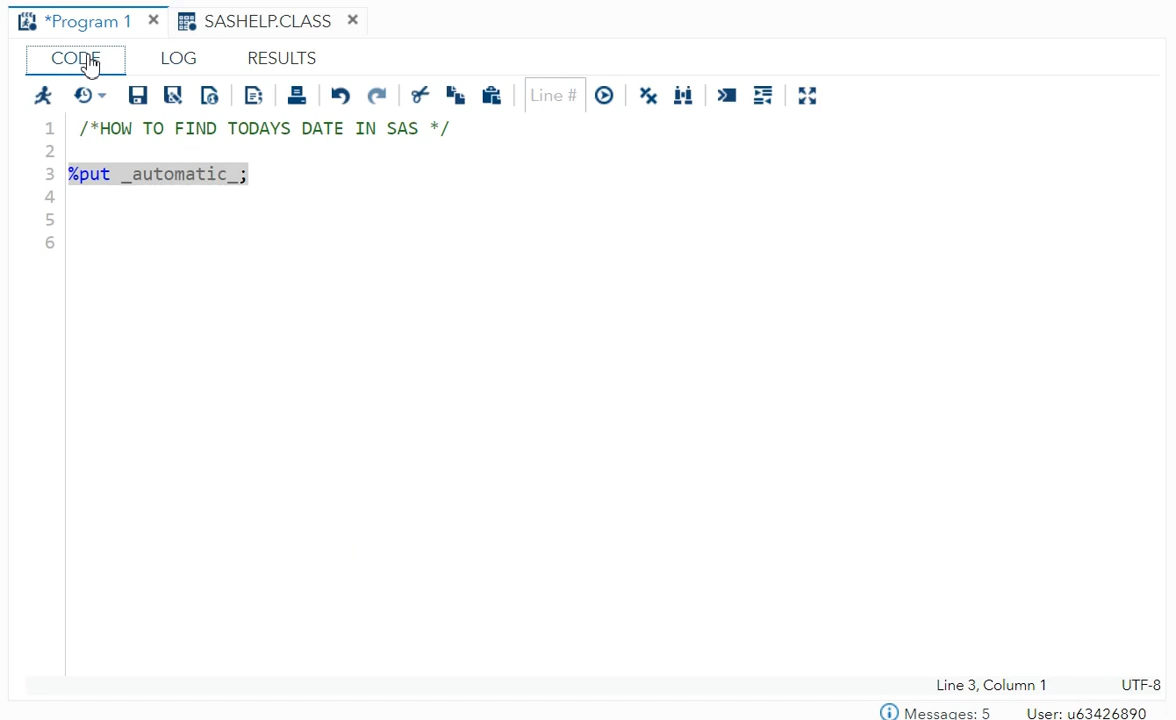 *Program 1 SASHELP.CLASS
CODE LOG RESULTS
Line #
1 /*HOW TO FIND TODAYS DATE IN SAS */
2
3 %put _automatic_;
4
5
6
Line 3, Column 1 UTF-8
Messages: 5 User: u63426890